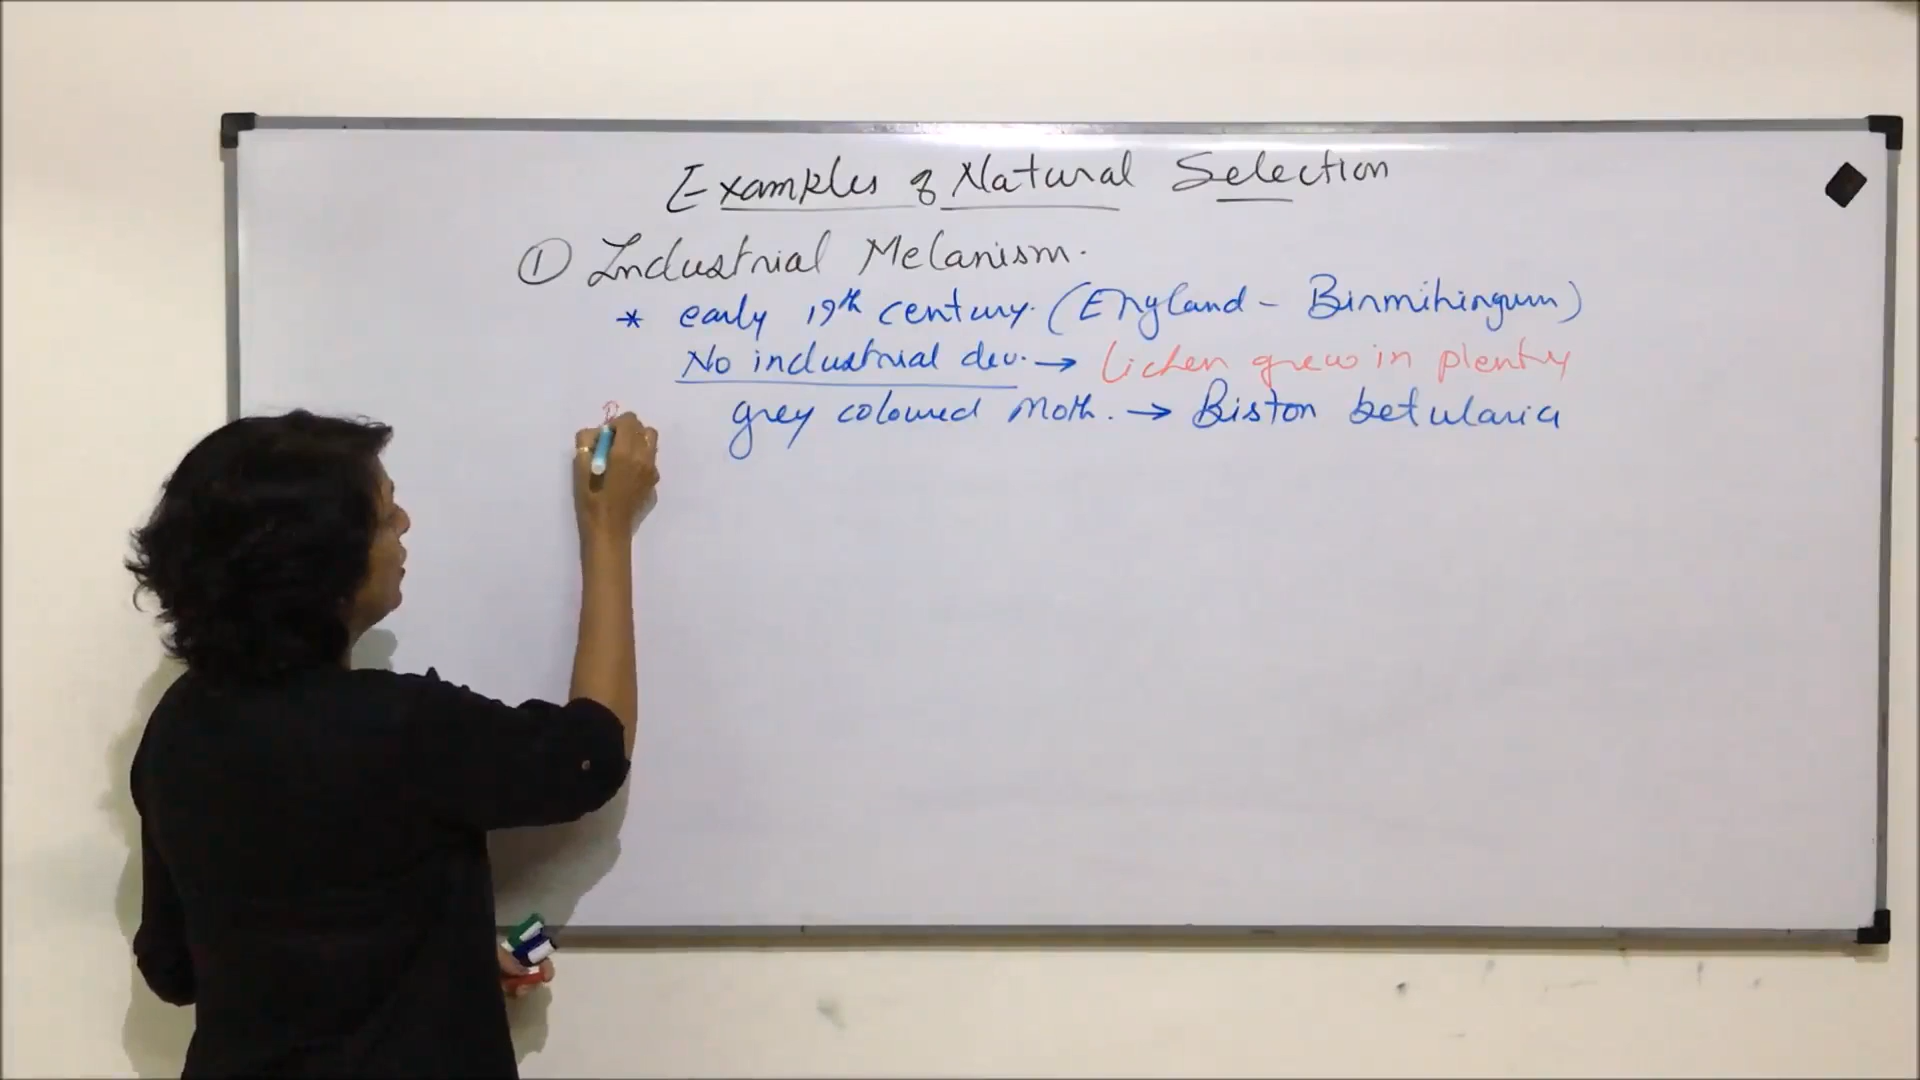 Examples of Natural Selection
① Industrial Melanism.
* early 19th century. (England - Binmihingum)
No industrial dev. → Lichen grew in plenty
grey coloured moth. → Biston betularia